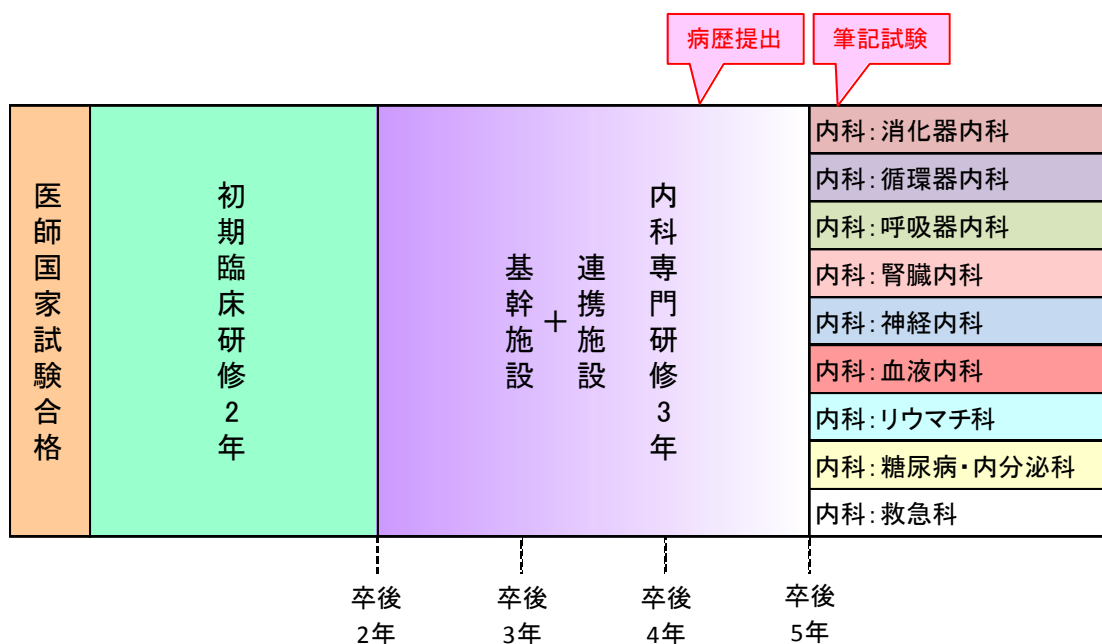 病歴提出
筆記試験
医師国家試験合格
初期臨床研修2年
基幹施設
+
連携施設
内科専門研修3年
内科:消化器内科
内科:循環器内科
内科:呼吸器内科
内科:腎臓内科
内科:神経内科
内科:血液内科
内科:リウマチ科
内科:糖尿病・内分泌科
内科:救急科
卒後
2年
卒後
3年
卒後
4年
卒後
5年